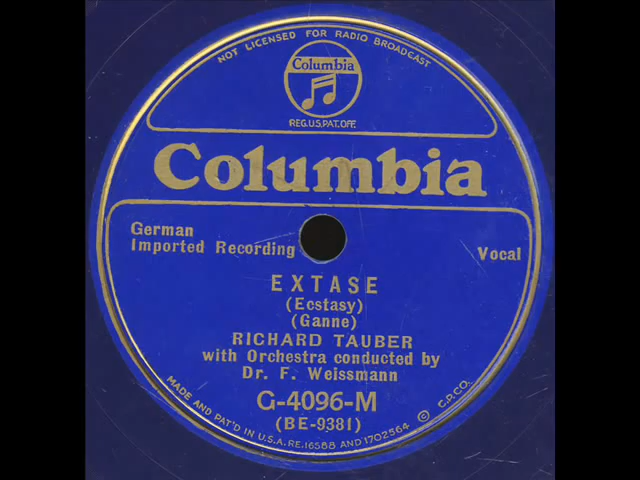 NOT LICENSED FOR RADIO BROADCAST
Columbia
REG.U.S.PAT.OFF.
Columbia
German
Imported Recording
Vocal
EXTASE
(Ecstasy)
(Ganne)
RICHARD TAUBER
with Orchestra conducted by
Dr. F. Weissmann
G-4096-M
(BE-9381)
MADE AND PAT'D IN U.S.A. RE. 16588 AND 1702564 © C.P.CO.